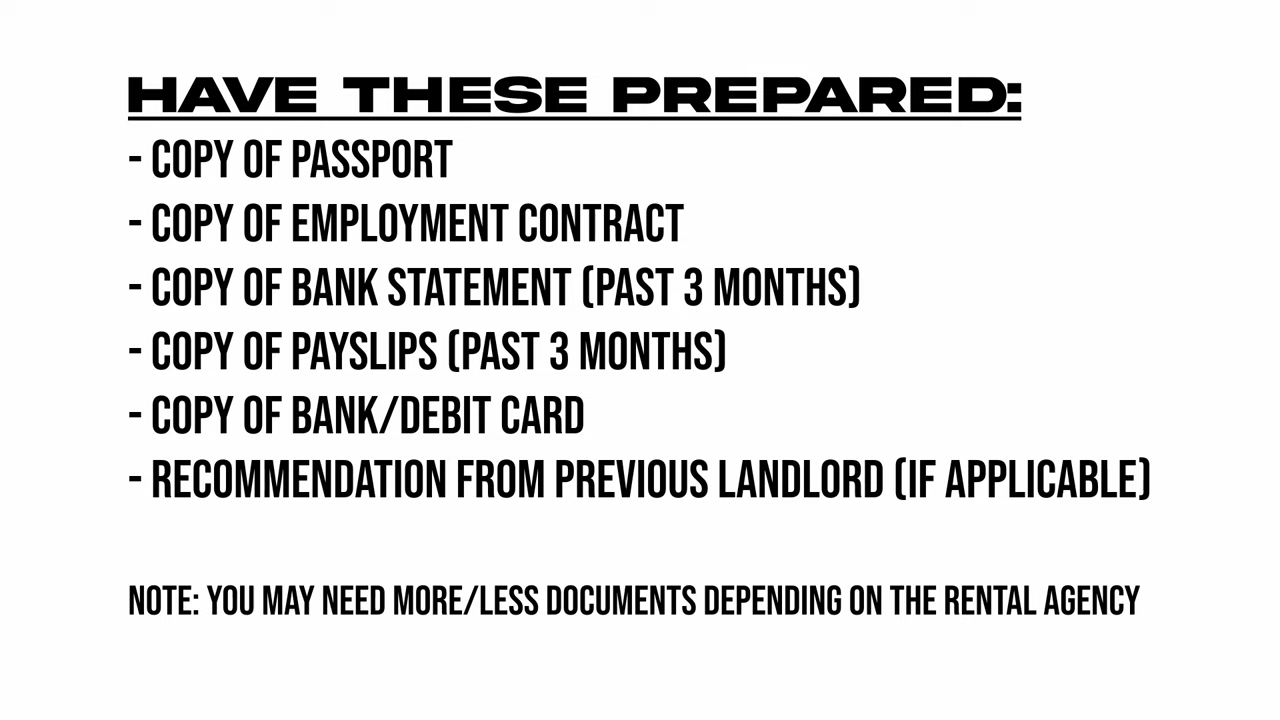 HAVE THESE PREPARED:
- COPY OF PASSPORT
- COPY OF EMPLOYMENT CONTRACT
- COPY OF BANK STATEMENT (PAST 3 MONTHS)
- COPY OF PAYSLIPS (PAST 3 MONTHS)
- COPY OF BANK/DEBIT CARD
- RECOMMENDATION FROM PREVIOUS LANDLORD (IF APPLICABLE)
NOTE: YOU MAY NEED MORE/LESS DOCUMENTS DEPENDING ON THE RENTAL AGENCY